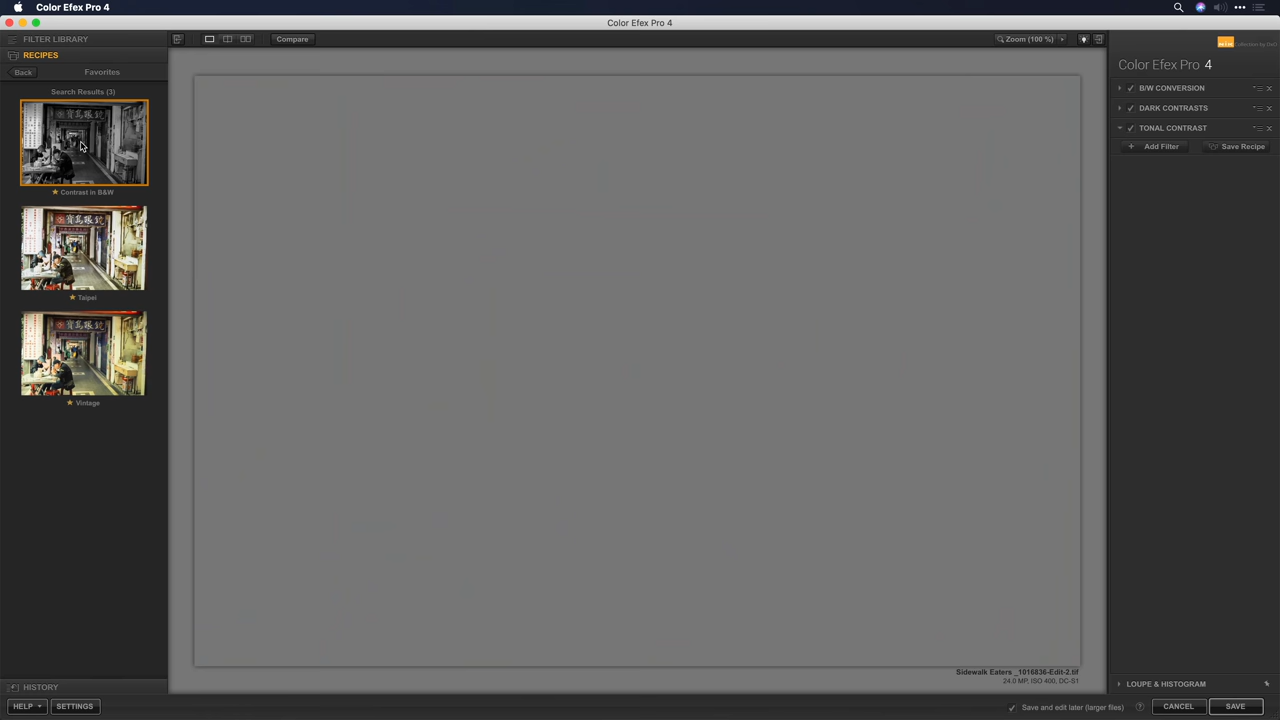 Color Efex Pro 4
Color Efex Pro 4
FILTER LIBRARY
Compare
Zoom (100 %)
RECIPES
Back
Favorites
Search Results (3)
Contrast in B&W
Taipei
Vintage
Color Efex Pro 4
B/W CONVERSION
DARK CONTRASTS
TONAL CONTRAST
Add Filter
Save Recipe
Sidewalk Eaters _1016836-Edit-2.tif
24.0 MP, ISO 400, DC-S1
HISTORY
LOUPE & HISTOGRAM
HELP
SETTINGS
Save and edit later (larger files)
?
CANCEL
SAVE